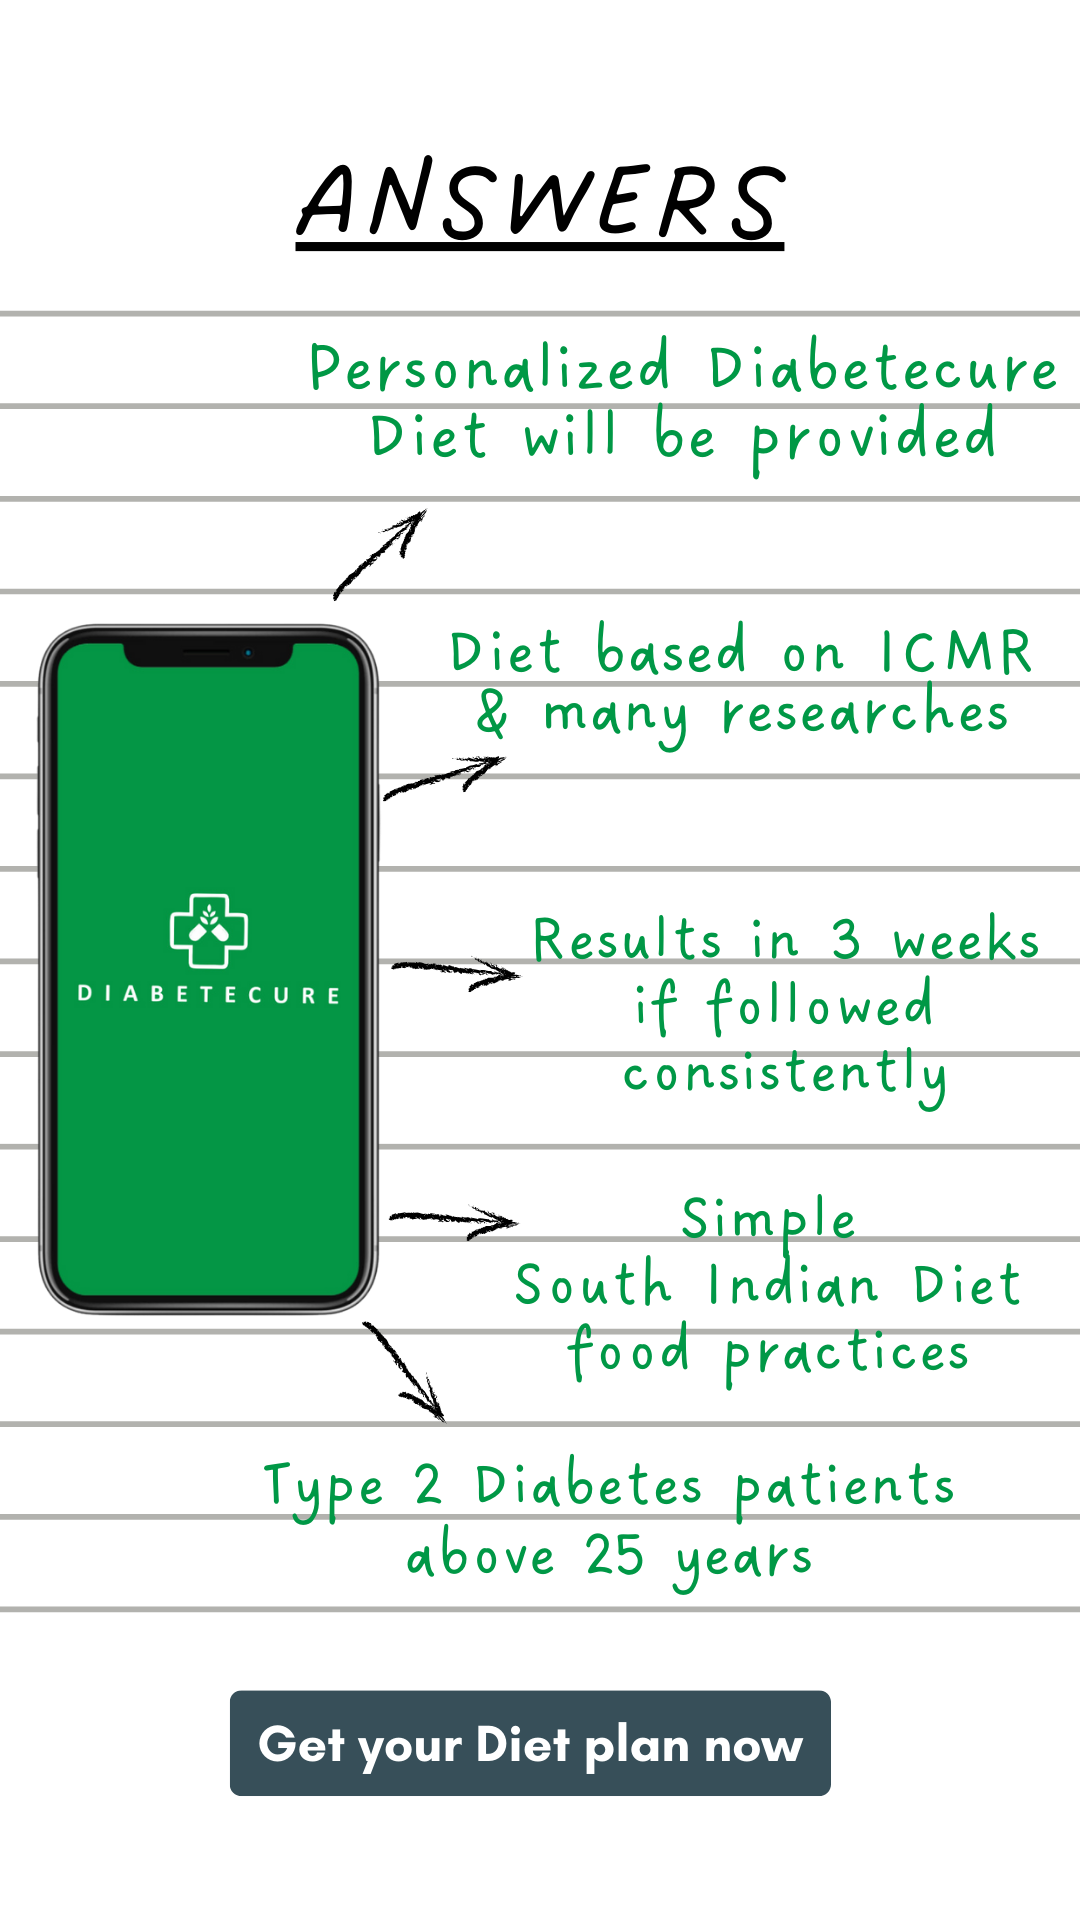 ANSWERS
Personalized Diabetecure
Diet will be provided
Diet based on ICMR
& many researches
DIABETECURE
Results in 3 weeks
if followed
consistently
Simple
South Indian Diet
food practices
Type 2 Diabetes patients
above 25 years
Get your Diet plan now